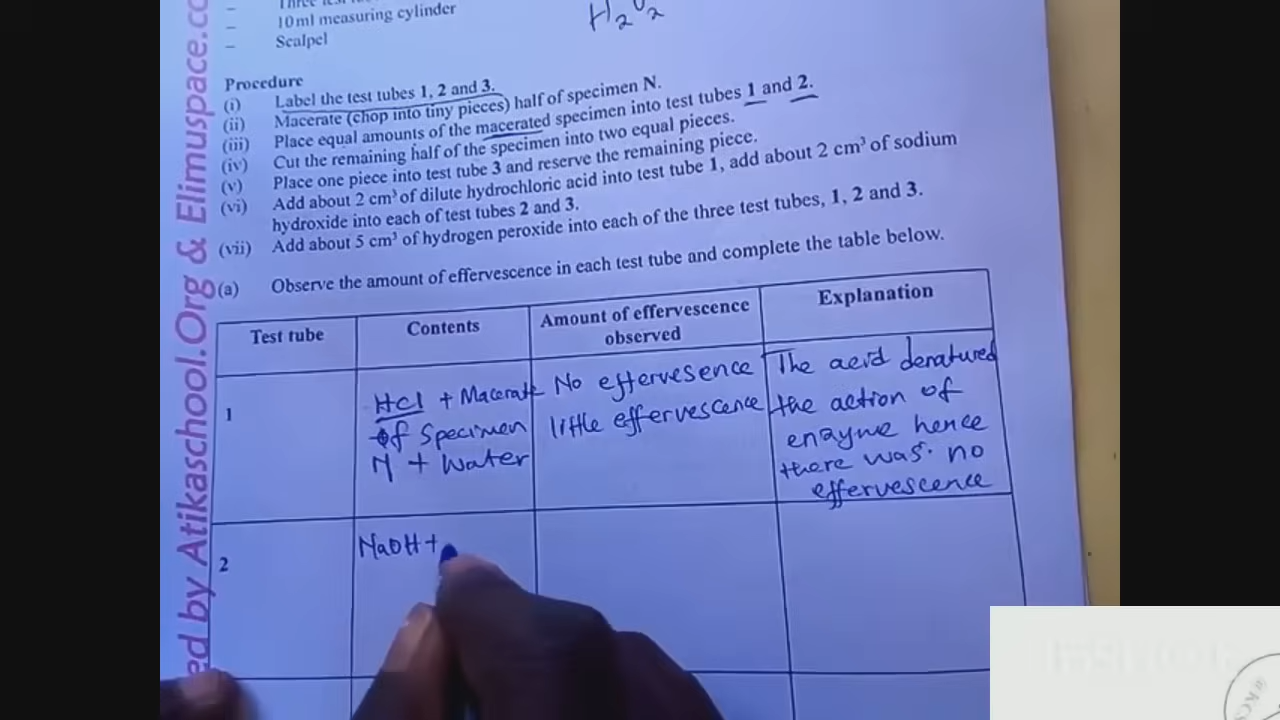 10 ml measuring cylinder
Scalpel
H2O2
Procedure
(i) Label the test tubes 1, 2 and 3.
(ii) Macerate (chop into tiny pieces) half of specimen N.
(iii) Place equal amounts of the macerated specimen into test tubes 1 and 2.
(iv) Cut the remaining half of the specimen into two equal pieces.
(v) Place one piece into test tube 3 and reserve the remaining piece.
(vi) Add about 2 cm³ of dilute hydrochloric acid into test tube 1, add about 2 cm³ of sodium
hydroxide into each of test tubes 2 and 3.
(vii) Add about 5 cm³ of hydrogen peroxide into each of the three test tubes, 1, 2 and 3.
(a) Observe the amount of effervescence in each test tube and complete the table below.
Test tube
Contents
Amount of effervescence
observed
Explanation
1
HCl + Macerate
of Specimen
N + Water
No effervesence
little effervescence
The acid denatured
the action of
enzyme hence
there was no
effervescence
2
NaOH +
ed by Atikaschool.Org & Elimuspace.co